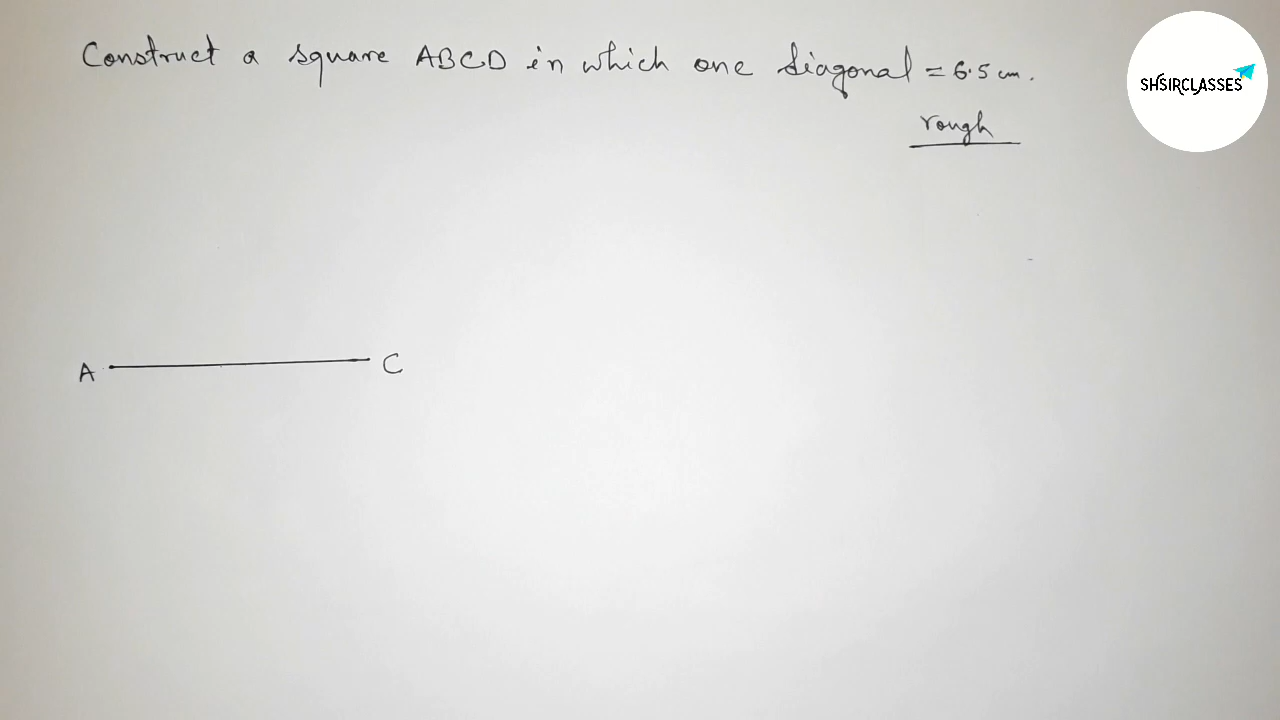 Construct a square ABCD in which one diagonal = 6.5 cm.
SHSIRCLASSES
rough
A C